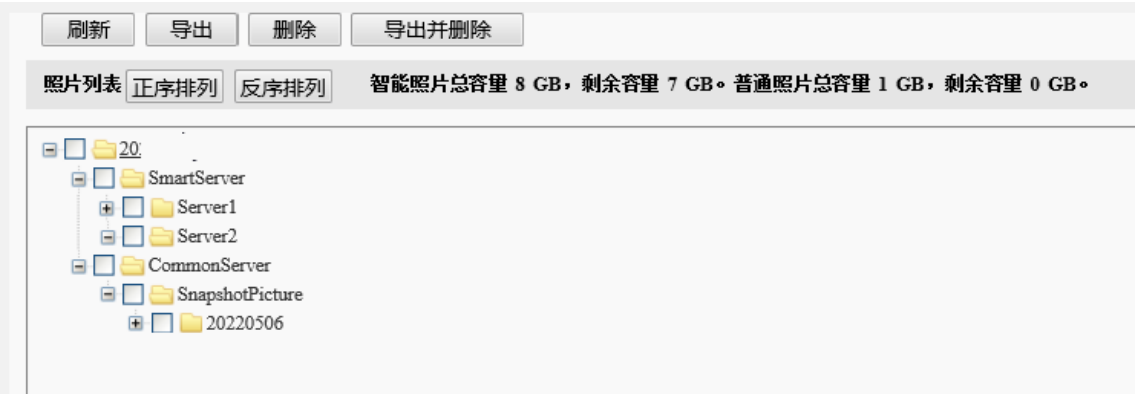 刷新 导出 删除 导出并删除
照片列表 正序排列 反序排列 智能照片总容量 8 GB，剩余容量 7 GB。普通照片总容量 1 GB，剩余容量 0 GB。
SmartServer
Server1
Server2
CommonServer
SnapshotPicture
20220506